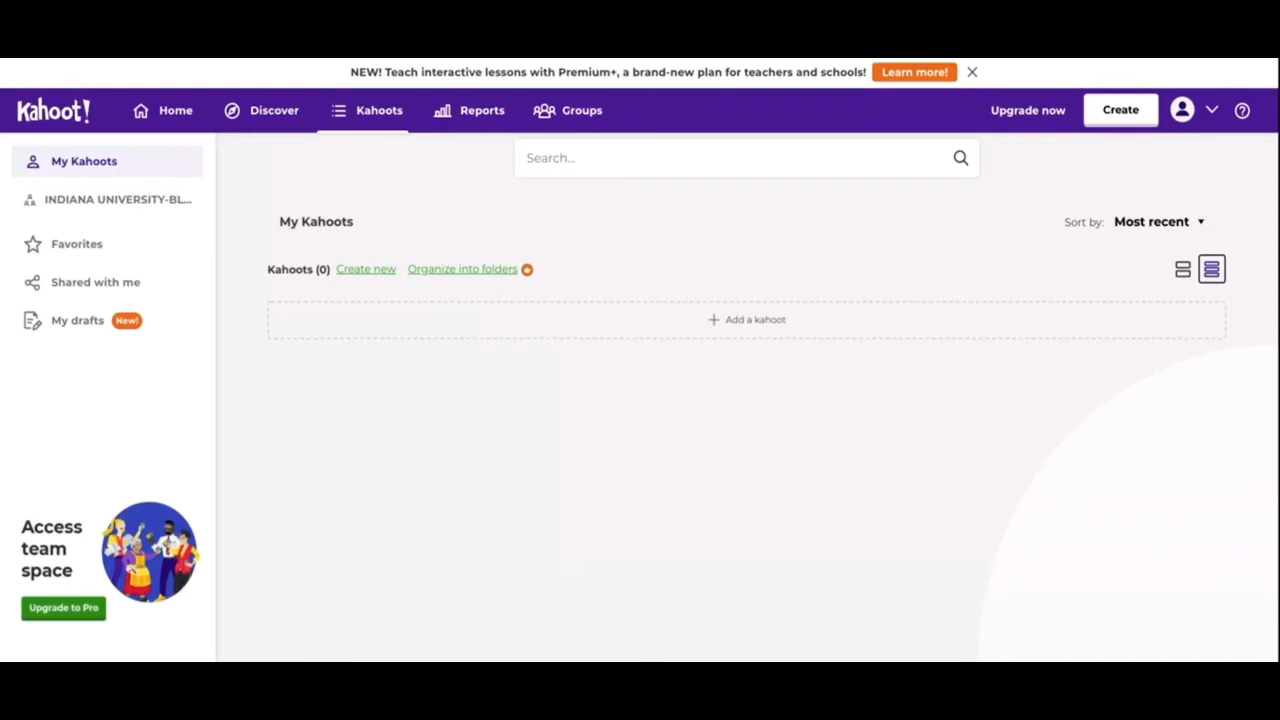 NEW! Teach interactive lessons with Premium+, a brand-new plan for teachers and schools! Learn more!
Kahoot! Home Discover Kahoots Reports Groups Upgrade now Create
My Kahoots
INDIANA UNIVERSITY-BL...
Favorites
Shared with me
My drafts New!
Access
team
space
Upgrade to Pro
Search...
My Kahoots Sort by: Most recent
Kahoots (0) Create new Organize into folders
Add a kahoot